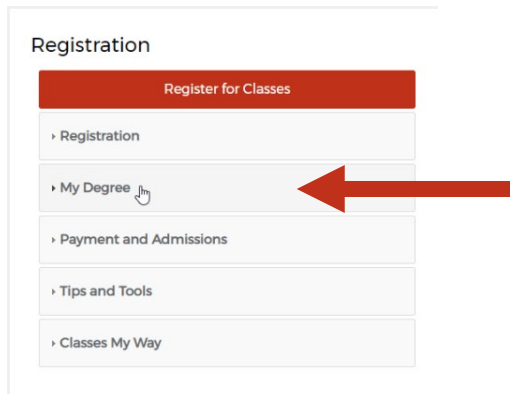 Registration
Register for Classes
Registration
My Degree
Payment and Admissions
Tips and Tools
Classes My Way